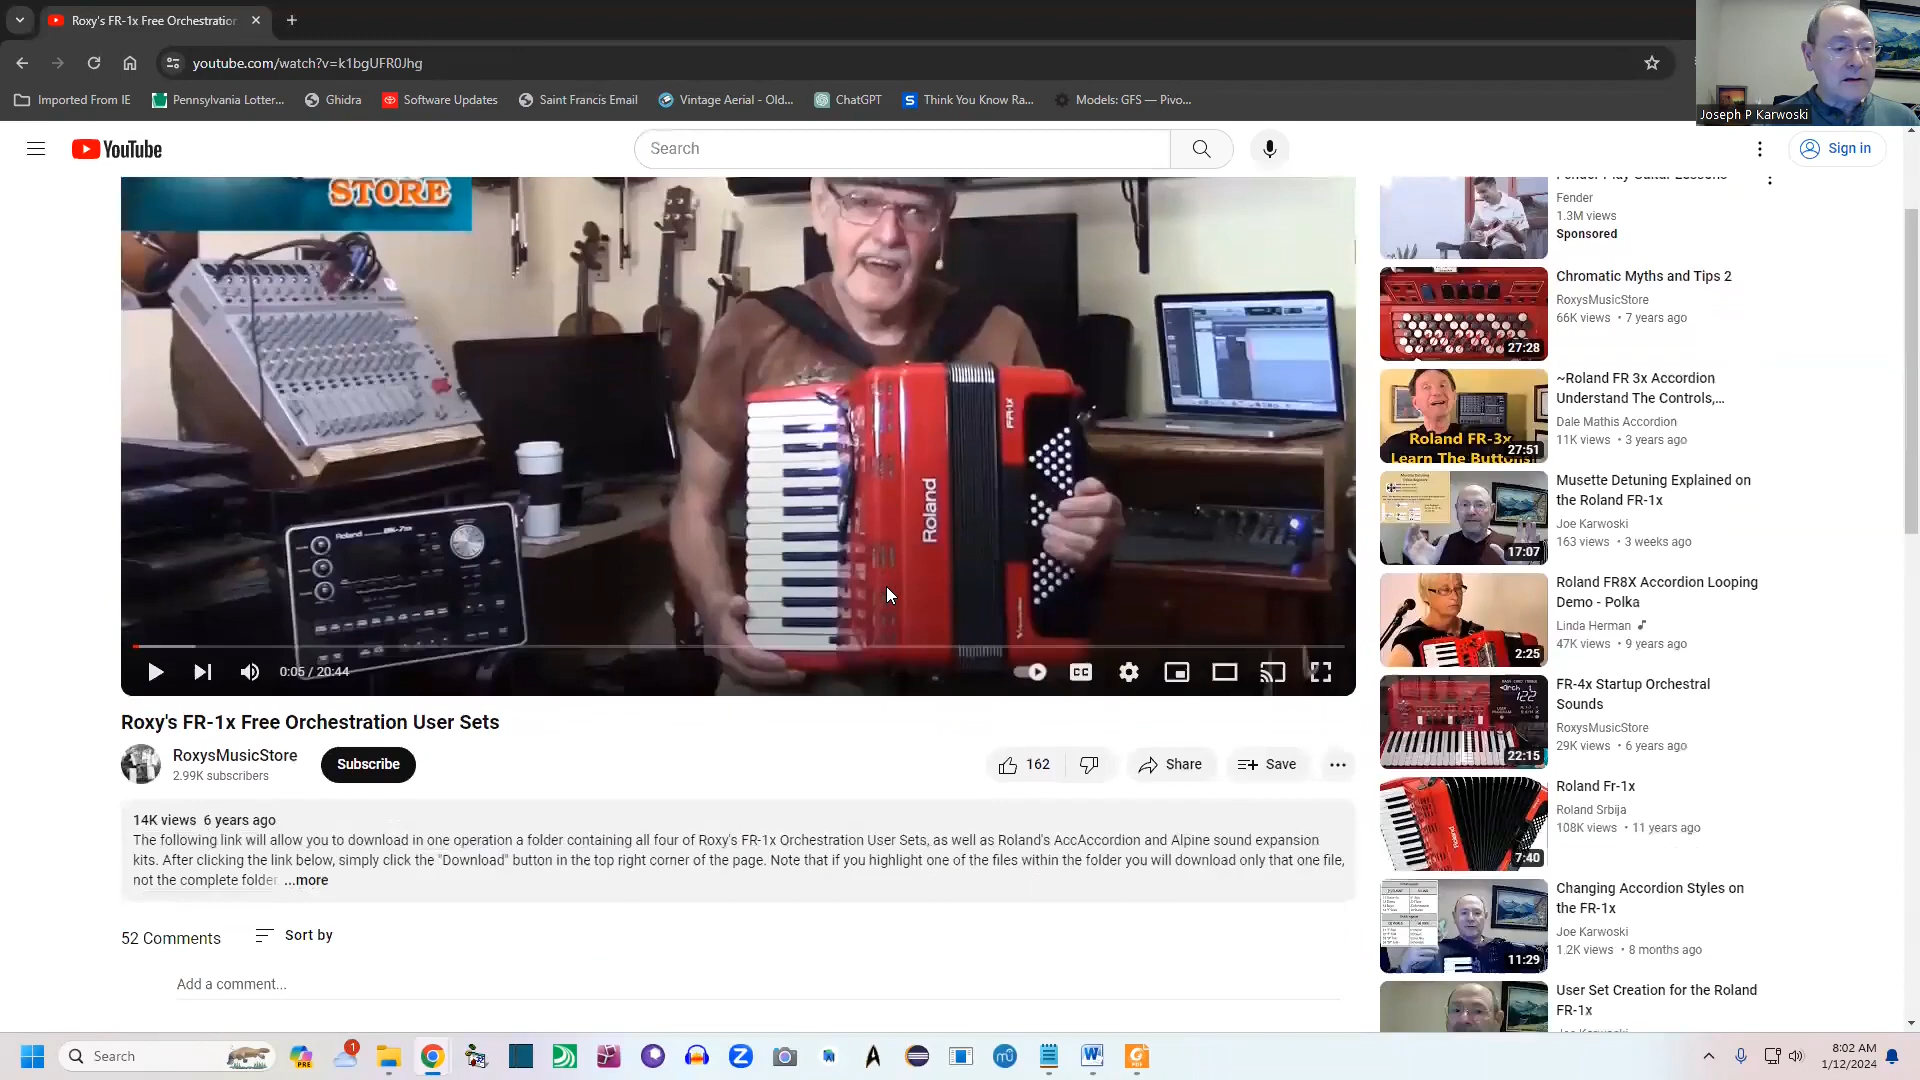 Roxy's FR-1x Free Orchestration
youtube.com/watch?v=k1bgUFR0Jhg
Imported From IE
Pennsylvania Lotter...
Ghidra
Software Updates
Saint Francis Email
Vintage Aerial - Old...
ChatGPT
Think You Know Ra...
Models: GFS — Pivo...
Joseph P Karwoski
YouTube
Search
Sign in
STORE
Roland
FR-1x
Roland
0:05 / 20:44
CC
Roxy's FR-1x Free Orchestration User Sets
RoxysMusicStore
2.99K subscribers
Subscribe
162
Share
Save
14K views 6 years ago
The following link will allow you to download in one operation a folder containing all four of Roxy's FR-1x Orchestration User Sets, as well as Roland's AccAccordion and Alpine sound expansion
kits. After clicking the link below, simply click the "Download" button in the top right corner of the page. Note that if you highlight one of the files within the folder you will download only that one file,
not the complete folder ...more
52 Comments
Sort by
Add a comment...
Fender Play Guitar Lessons
Fender
1.3M views
Sponsored
Chromatic Myths and Tips 2
RoxysMusicStore
66K views • 7 years ago
27:28
~Roland FR 3x Accordion
Understand The Controls,...
Dale Mathis Accordion
11K views • 3 years ago
Roland FR-3x
Learn The Buttons
27:51
Musette Detuning Explained on
the Roland FR-1x
Joe Karwoski
163 views • 3 weeks ago
17:07
Roland FR8X Accordion Looping
Demo - Polka
Linda Herman
47K views • 9 years ago
2:25
FR-4x Startup Orchestral
Sounds
RoxysMusicStore
29K views • 6 years ago
22:15
Roland Fr-1x
Roland Srbija
108K views • 11 years ago
7:40
Changing Accordion Styles on
the FR-1x
Joe Karwoski
1.2K views • 8 months ago
11:29
User Set Creation for the Roland
FR-1x
Joe Karwoski
Search
PRE
1
8:02 AM
1/12/2024